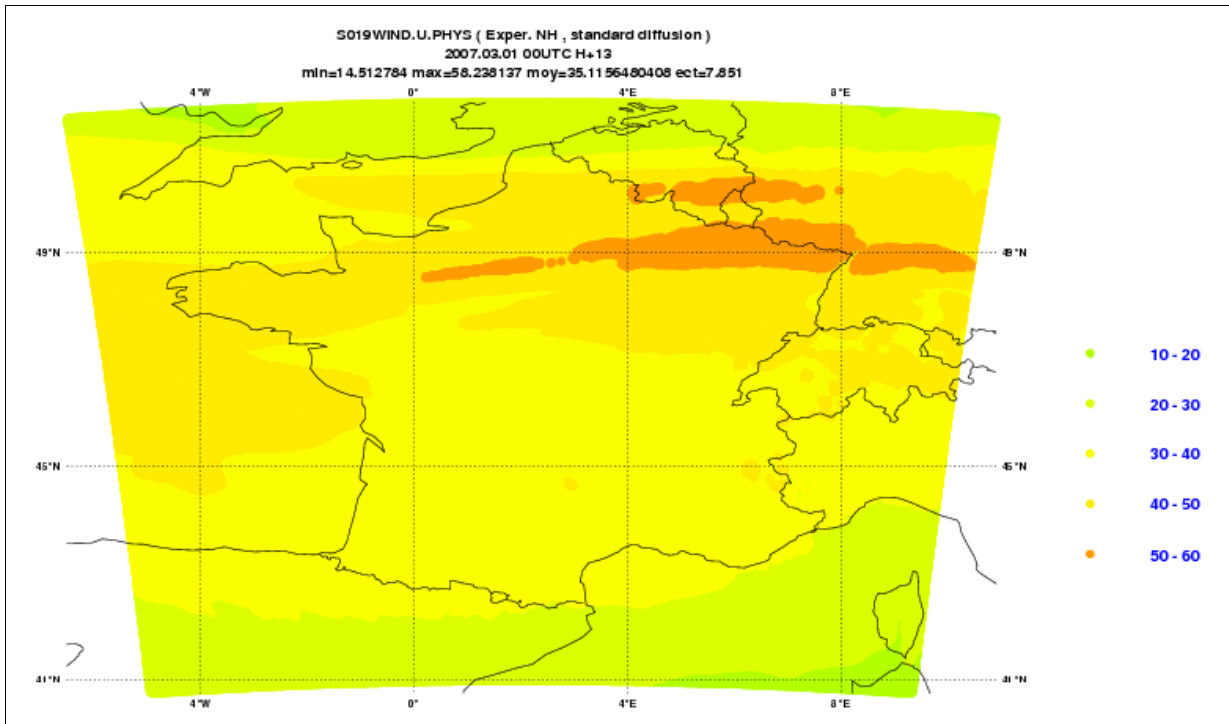 S019WIND.U.PHYS ( Exper. NH , standard diffusion )
2007.03.01 00UTC H+13
min=14.512784 max=58.238137 moy=35.1156480408 ect=7.851
4°W 0° 4°E 8°E
49°N 49°N
10 - 20
20 - 30
30 - 40
45°N 45°N
40 - 50
50 - 60
41°N 41°N
4°W 0° 4°E 8°E